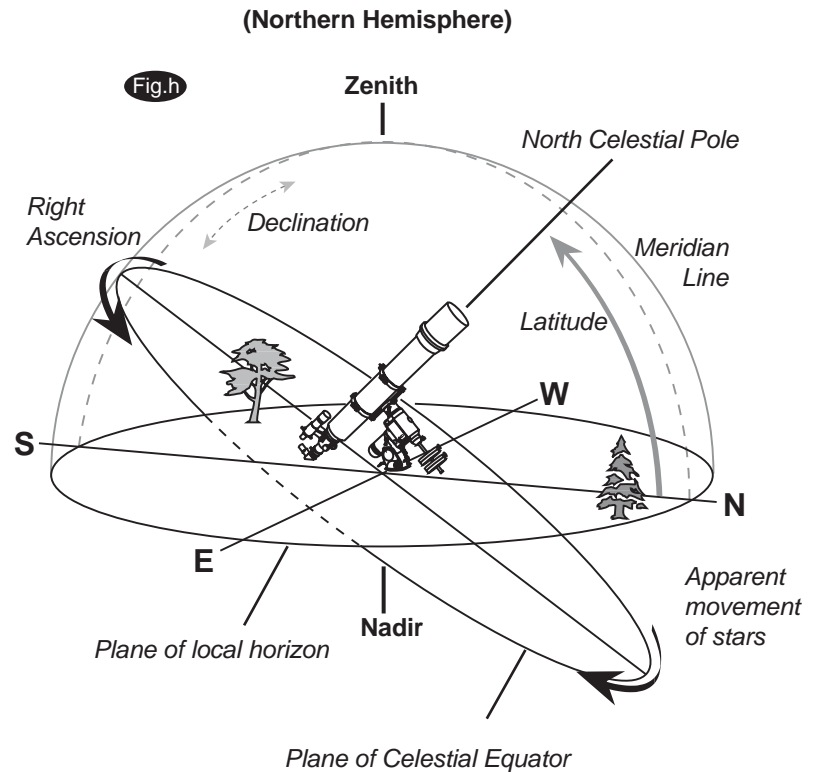 (Northern Hemisphere)
Fig.h
Zenith
North Celestial Pole
Right
Ascension
Declination
Meridian
Line
Latitude
W
S
N
E
Apparent
movement
of stars
Nadir
Plane of local horizon
Plane of Celestial Equator